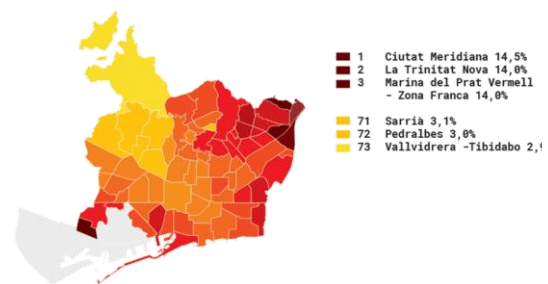 1 Ciutat Meridiana 14,5%
2 La Trinitat Nova 14,0%
3 Marina del Prat Vermell
- Zona Franca 14,0%
71 Sarrià 3,1%
72 Pedralbes 3,0%
73 Vallvidrera -Tibidabo